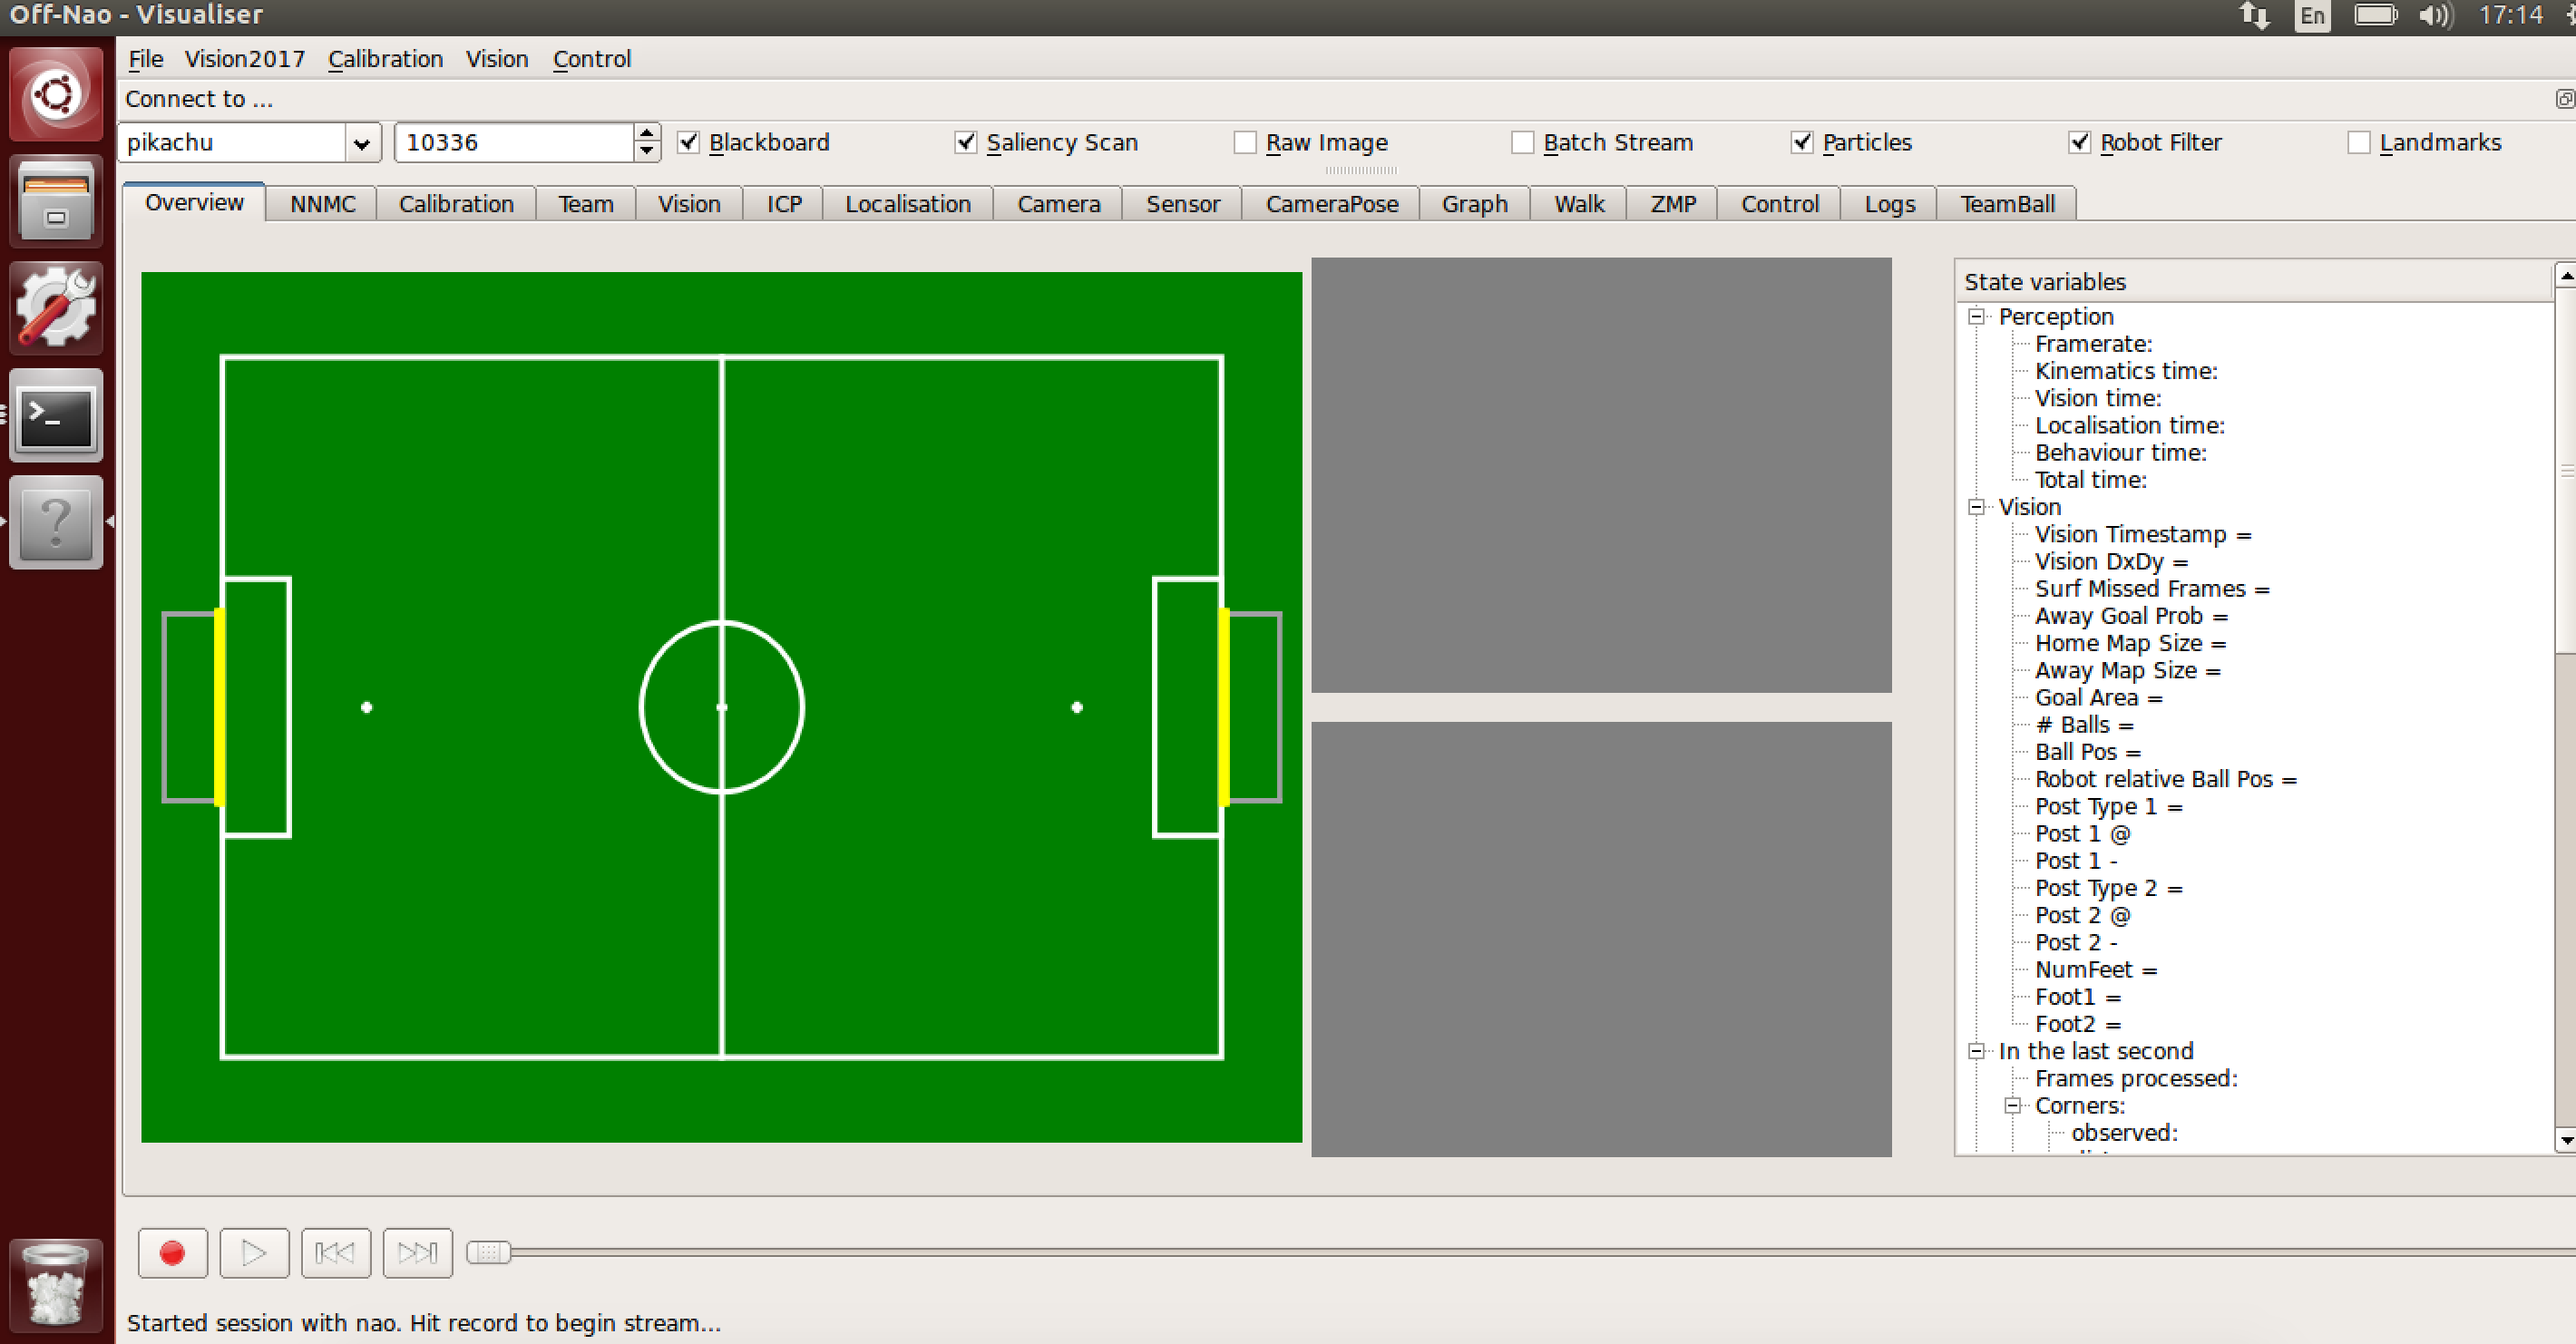 Off-Nao - Visualiser
En
17:14
File Vision2017 Calibration Vision Control
Connect to ...
pikachu 10336 Blackboard Saliency Scan Raw Image Batch Stream Particles Robot Filter Landmarks
Overview NNMC Calibration Team Vision ICP Localisation Camera Sensor CameraPose Graph Walk ZMP Control Logs TeamBall
State variables
Perception
Framerate:
Kinematics time:
Vision time:
Localisation time:
Behaviour time:
Total time:
Vision
Vision Timestamp =
Vision DxDy =
Surf Missed Frames =
Away Goal Prob =
Home Map Size =
Away Map Size =
Goal Area =
# Balls =
Ball Pos =
Robot relative Ball Pos =
Post Type 1 =
Post 1 @
Post 1 -
Post Type 2 =
Post 2 @
Post 2 -
NumFeet =
Foot1 =
Foot2 =
In the last second
Frames processed:
Corners:
observed:
Started session with nao. Hit record to begin stream...